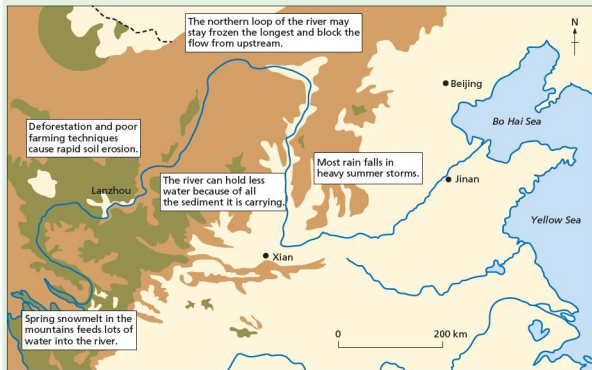 The northern loop of the river may
stay frozen the longest and block the
flow from upstream.
N
Beijing
Bo Hai Sea
Deforestation and poor
farming techniques
cause rapid soil erosion.
Most rain falls in
heavy summer storms.
The river can hold less
water because of all
the sediment it is carrying.
Lanzhou
Jinan
Yellow Sea
Xian
Spring snowmelt in the
mountains feeds lots of
water into the river.
0
200 km